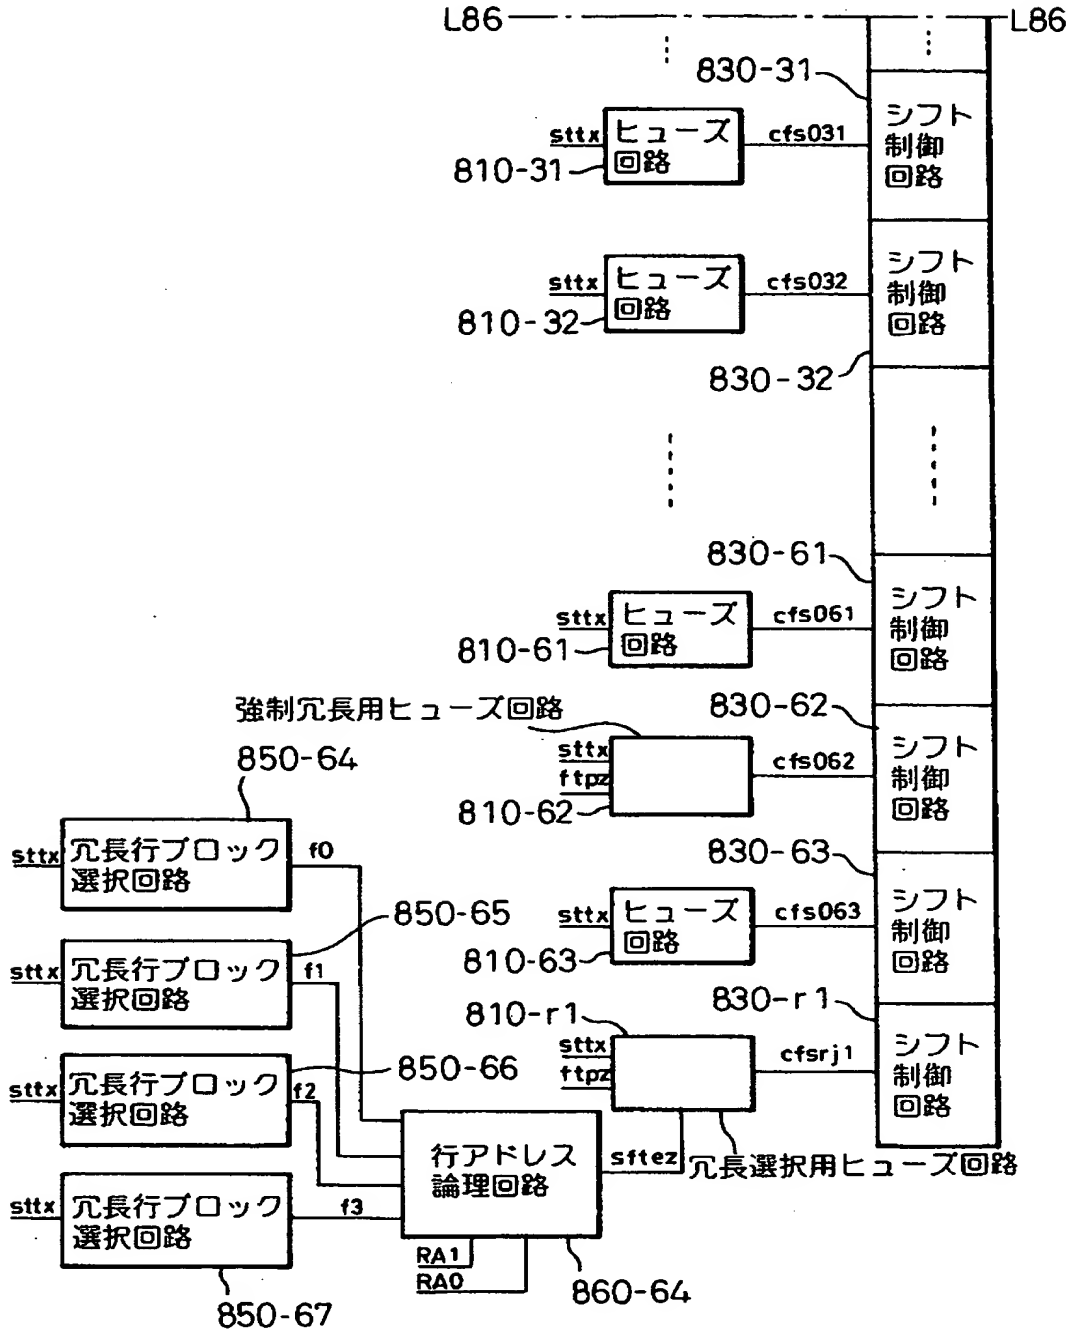 L86
L86
830-31
シフト
制御
回路
sttx
ヒューズ
回路
cfs031
810-31
シフト
制御
回路
sttx
ヒューズ
回路
cfs032
810-32
830-32
830-61
シフト
制御
回路
sttx
ヒューズ
回路
cfs061
810-61
強制冗長用ヒューズ回路
830-62
シフト
制御
回路
sttx
ftpz
cfs062
810-62
850-64
sttx
冗長行ブロック
選択回路
f0
830-63
シフト
制御
回路
sttx
ヒューズ
回路
cfs063
810-63
850-65
sttx
冗長行ブロック
選択回路
f1
810-r1
830-r1
シフト
制御
回路
sttx
ftpz
cfsrj1
850-66
sttx
冗長行ブロック
選択回路
f2
行アドレス
論理回路
sftez
冗長選択用ヒューズ回路
sttx
冗長行ブロック
選択回路
f3
RA1
RA0
860-64
850-67